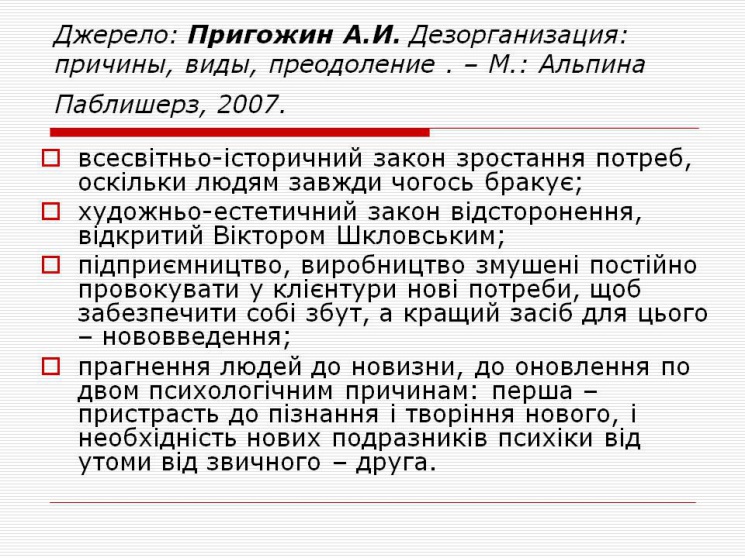 Джерело: Пригожин А.И. Дезорганизация:
причины, виды, преодоление . – М.: Альпина
Паблишерз, 2007.
всесвітньо-історичний закон зростання потреб,
оскільки людям завжди чогось бракує;
художньо-естетичний закон відсторонення,
відкритий Віктором Шкловським;
підприємництво, виробництво змушені постійно
провокувати у клієнтури нові потреби, щоб
забезпечити собі збут, а кращий засіб для цього
– нововведення;
прагнення людей до новизни, до оновлення по
двом психологічним причинам: перша –
пристрасть до пізнання і творіння нового, і
необхідність нових подразників психіки від
утоми від звичного – друга.